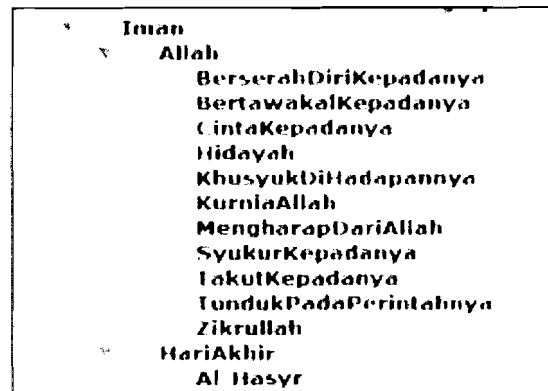 Iman
Allah
BerserahDiriKepadanya
BertawakalKepadanya
CintaKepadanya
Hidayah
KhusyukDiHadapannya
KurniaAllah
MengharapDariAllah
SyukurKepadanya
TakutKepadanya
TundukPadaPerintahnya
Zikrullah
HariAkhir
Al Hasyr